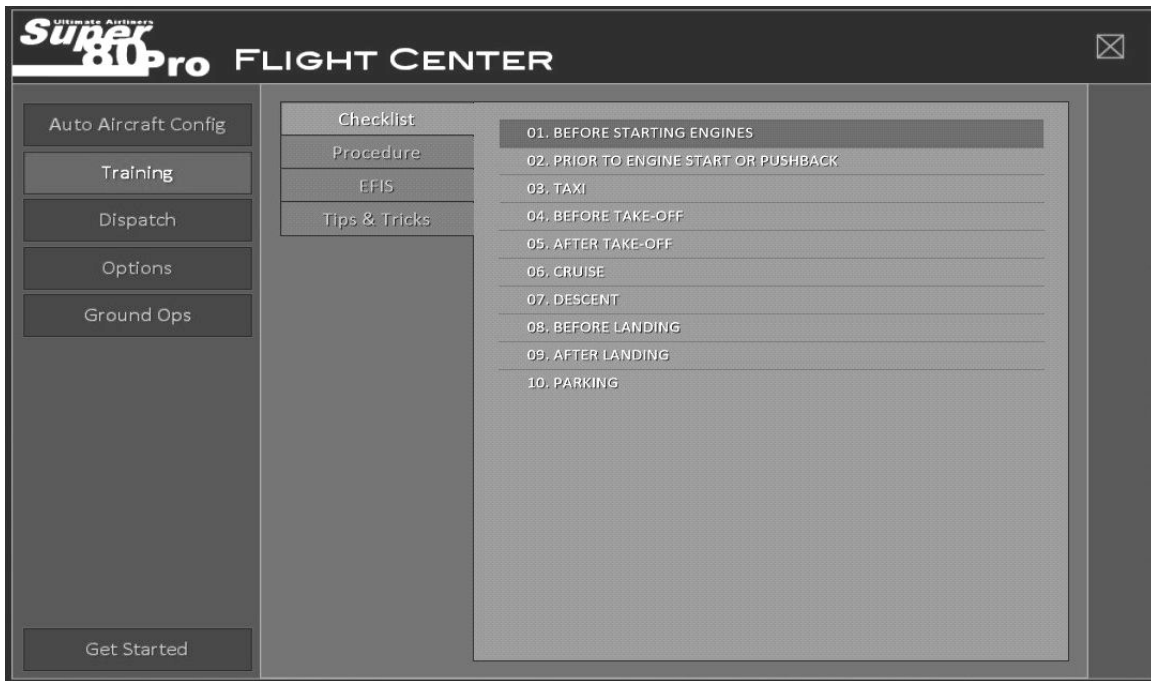 Ultimate Airliners
Super
80Pro FLIGHT CENTER
Auto Aircraft Config
Training
Dispatch
Options
Ground Ops
Get Started
Checklist
Procedure
EFIS
Tips & Tricks
01. BEFORE STARTING ENGINES
02. PRIOR TO ENGINE START OR PUSHBACK
03. TAXI
04. BEFORE TAKE-OFF
05. AFTER TAKE-OFF
06. CRUISE
07. DESCENT
08. BEFORE LANDING
09. AFTER LANDING
10. PARKING